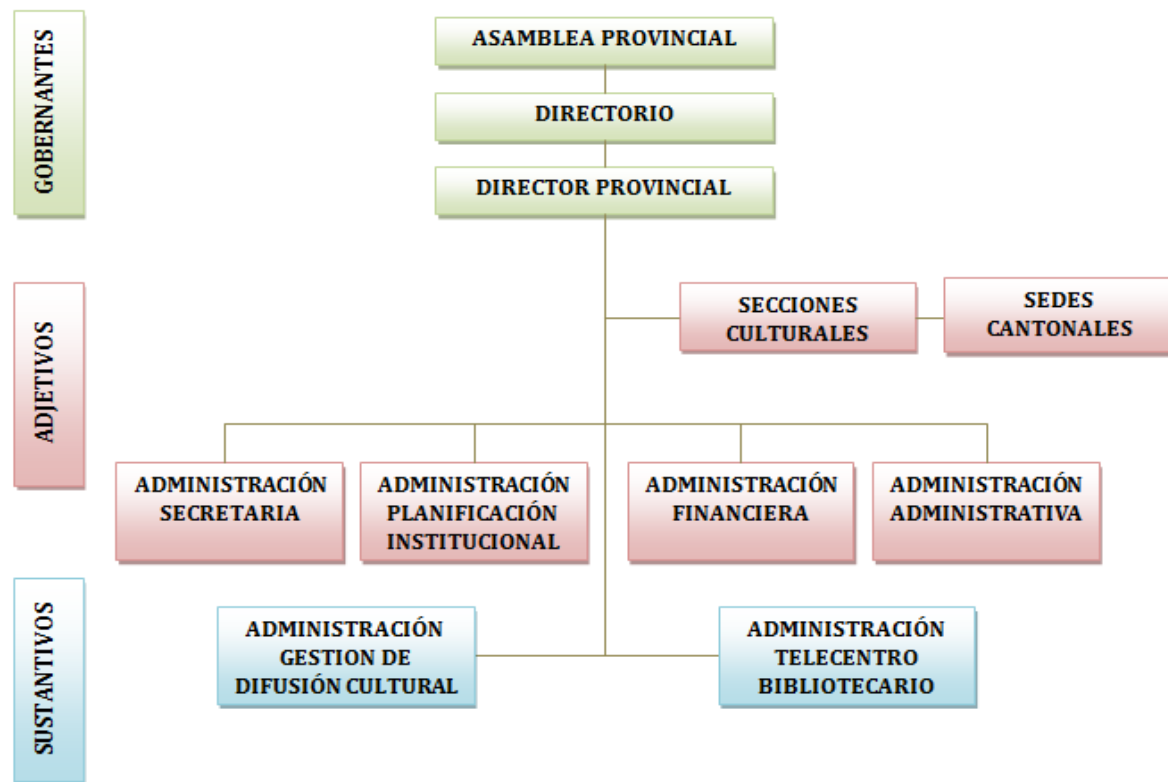 GOBERNANTES
ASAMBLEA PROVINCIAL
DIRECTORIO
DIRECTOR PROVINCIAL
ADJETIVOS
SECCIONES
CULTURALES
SEDES
CANTONALES
ADMINISTRACIÓN
SECRETARIA
ADMINISTRACIÓN
PLANIFICACIÓN
INSTITUCIONAL
ADMINISTRACIÓN
FINANCIERA
ADMINISTRACIÓN
ADMINISTRATIVA
SUSTANTIVOS
ADMINISTRACIÓN
GESTION DE
DIFUSIÓN CULTURAL
ADMINISTRACIÓN
TELECENTRO
BIBLIOTECARIO